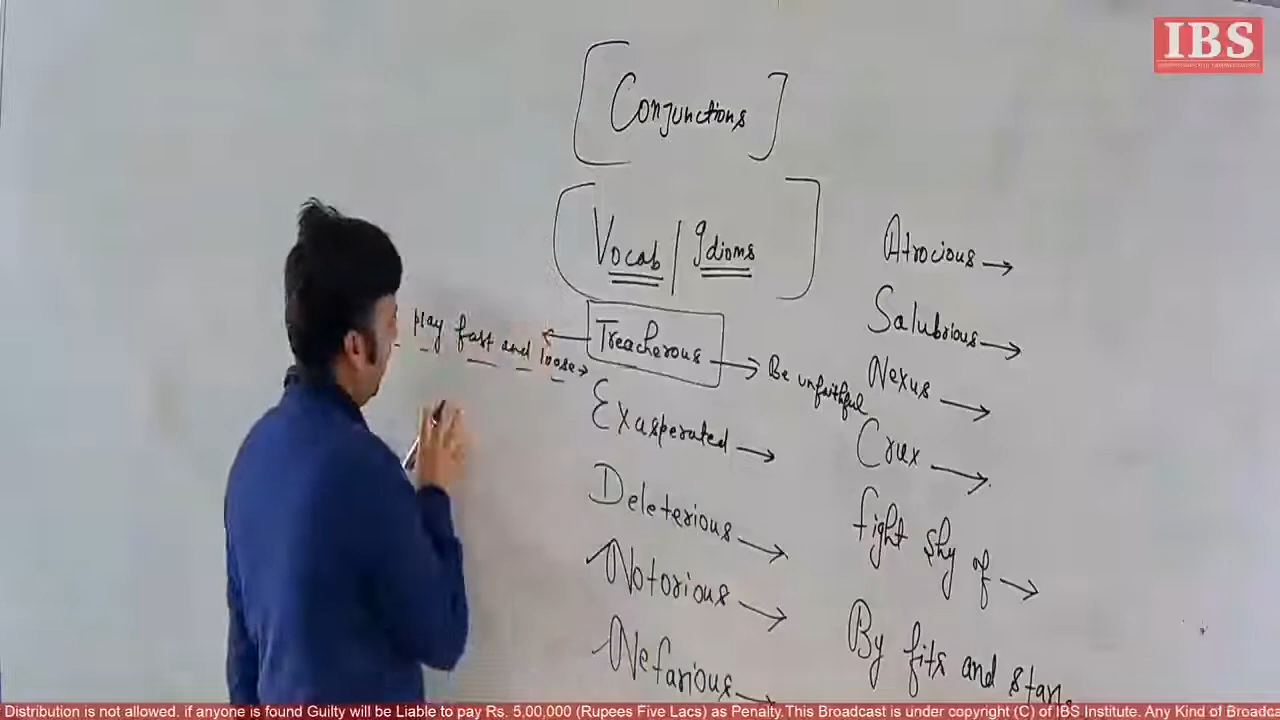 IBS
[Conjunctions]
[Vocab / Idioms]
play fast and loose → ← Treacherous → Be unfaithful
Exasperated →
Deleterious →
Notorious →
Nefarious →
Atrocious →
Salubrious →
Nexus →
Crux →
fight shy of →
By fits and starts
Distribution is not allowed. if anyone is found Guilty will be Liable to pay Rs. 5,00,000 (Rupees Five Lacs) as Penalty.This Broadcast is under copyright (C) of IBS Institute. Any Kind of Broadcas